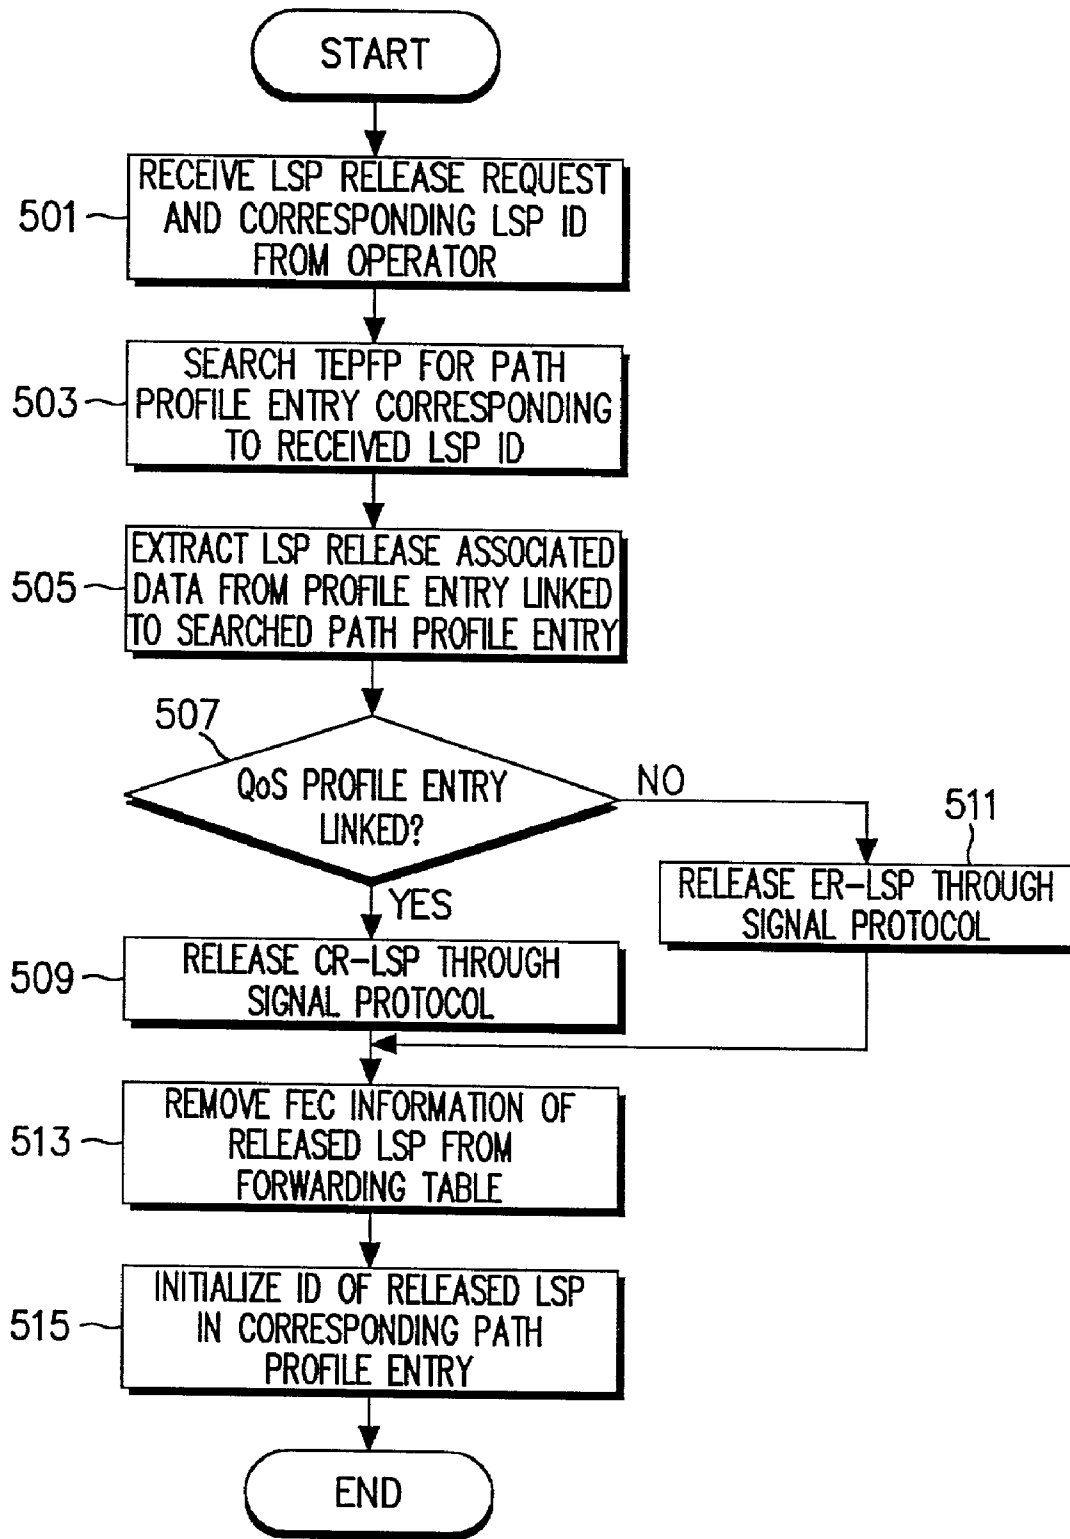 START
501
RECEIVE LSP RELEASE REQUEST
AND CORRESPONDING LSP ID
FROM OPERATOR
503
SEARCH TEPFP FOR PATH
PROFILE ENTRY CORRESPONDING
TO RECEIVED LSP ID
505
EXTRACT LSP RELEASE ASSOCIATED
DATA FROM PROFILE ENTRY LINKED
TO SEARCHED PATH PROFILE ENTRY
507
QoS PROFILE ENTRY
LINKED?
NO
YES
511
RELEASE ER-LSP THROUGH
SIGNAL PROTOCOL
509
RELEASE CR-LSP THROUGH
SIGNAL PROTOCOL
513
REMOVE FEC INFORMATION OF
RELEASED LSP FROM
FORWARDING TABLE
515
INITIALIZE ID OF RELEASED LSP
IN CORRESPONDING PATH
PROFILE ENTRY
END